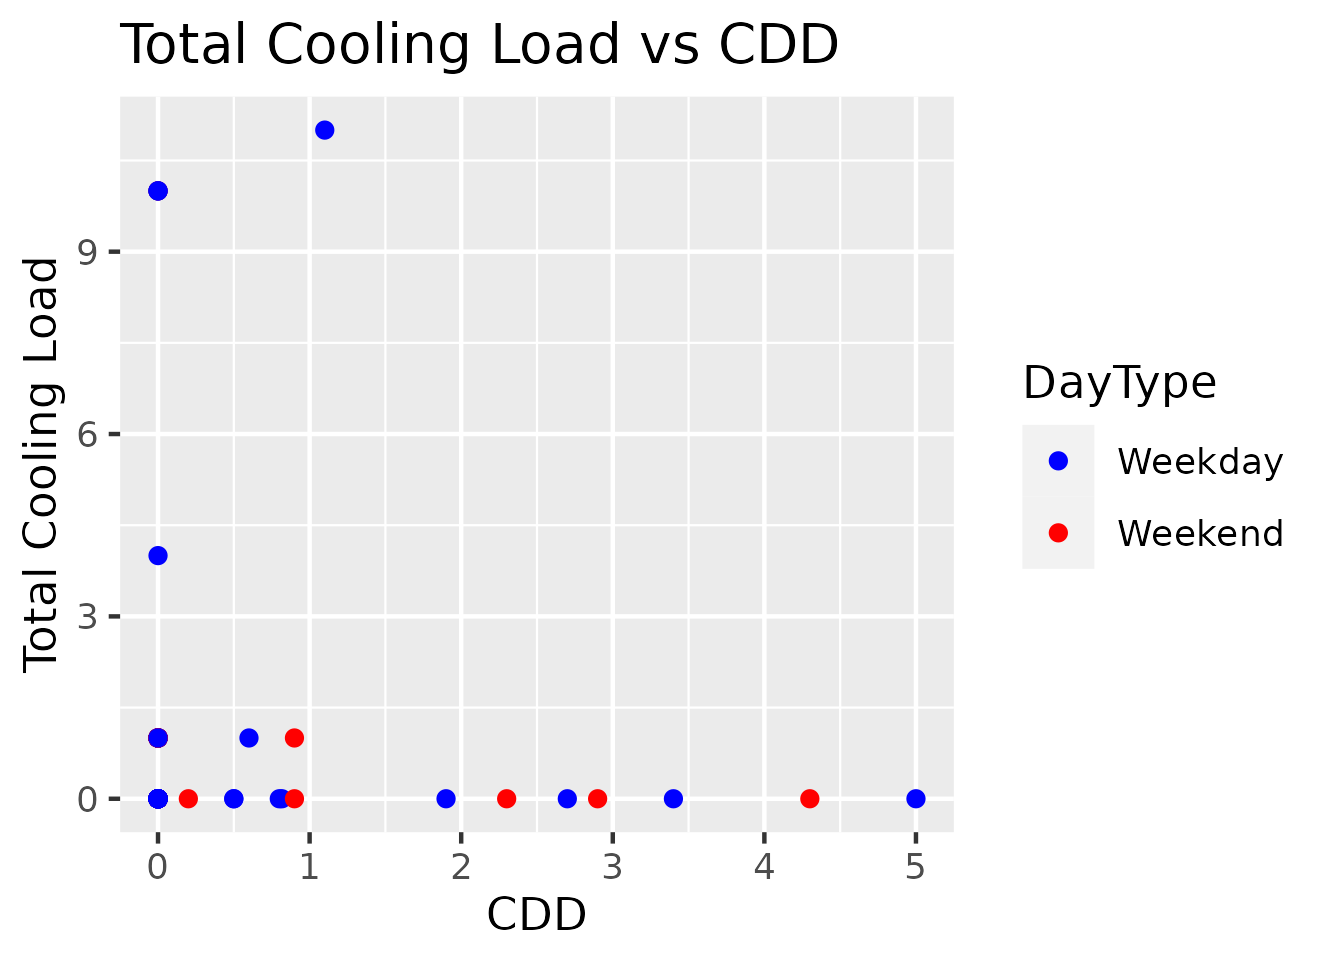 Total Cooling Load vs CDD
Total Cooling Load
9
6
3
0
0 1 2 3 4 5
CDD
DayType
Weekday
Weekend